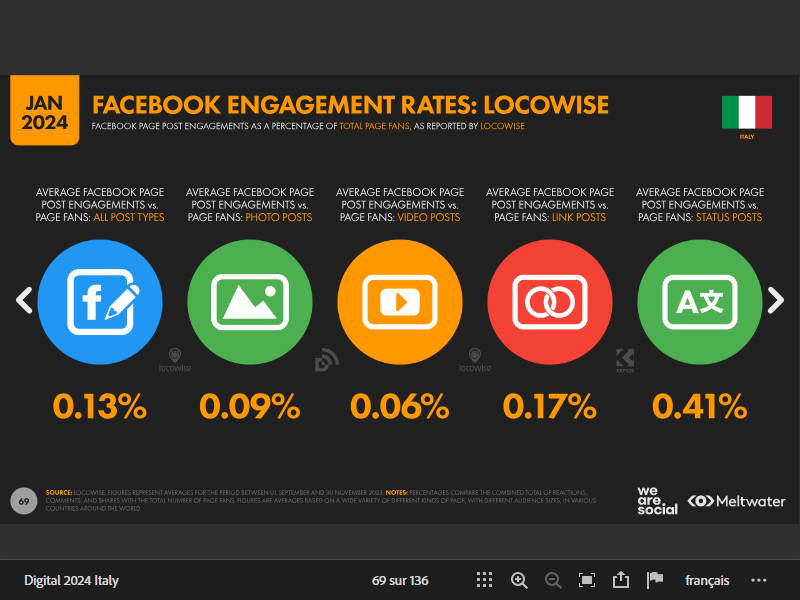 JAN
2024
FACEBOOK ENGAGEMENT RATES: LOCOWISE
FACEBOOK PAGE POST ENGAGEMENTS AS A PERCENTAGE OF TOTAL PAGE FANS, AS REPORTED BY LOCOWISE
ITALY
AVERAGE FACEBOOK PAGE
POST ENGAGEMENTS vs.
PAGE FANS: ALL POST TYPES
AVERAGE FACEBOOK PAGE
POST ENGAGEMENTS vs.
PAGE FANS: PHOTO POSTS
AVERAGE FACEBOOK PAGE
POST ENGAGEMENTS vs.
PAGE FANS: VIDEO POSTS
AVERAGE FACEBOOK PAGE
POST ENGAGEMENTS vs.
PAGE FANS: LINK POSTS
AVERAGE FACEBOOK PAGE
POST ENGAGEMENTS vs.
PAGE FANS: STATUS POSTS
f
A文
locowise
locowise
KEPIOS
0.13%
0.09%
0.06%
0.17%
0.41%
69
SOURCE: LOCOWISE. FIGURES REPRESENT AVERAGES FOR THE PERIOD BETWEEN 01 SEPTEMBER AND 30 NOVEMBER 2023. NOTES: PERCENTAGES COMPARE THE COMBINED TOTAL OF REACTIONS,
COMMENTS, AND SHARES WITH THE TOTAL NUMBER OF PAGE FANS. FIGURES ARE AVERAGES BASED ON A WIDE VARIETY OF DIFFERENT KINDS OF PAGE, WITH DIFFERENT AUDIENCE SIZES, IN VARIOUS
COUNTRIES AROUND THE WORLD.
we
are.
social
Meltwater
Digital 2024 Italy
69 sur 136
français